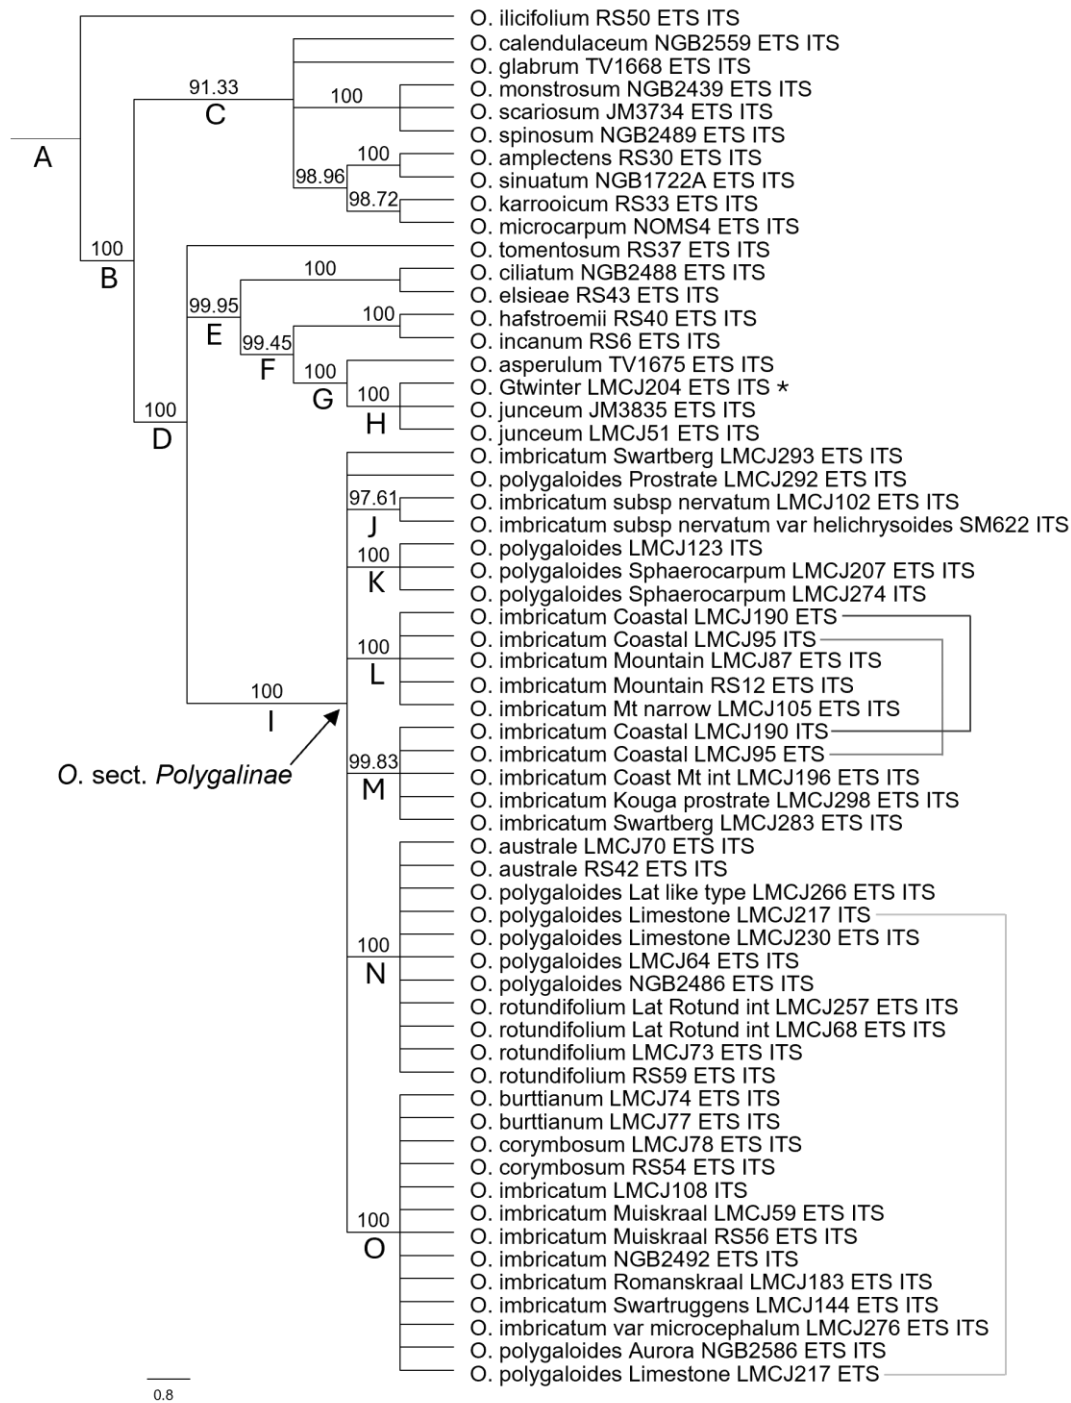 O. ilicifolium RS50 ETS ITS
O. calendulaceum NGB2559 ETS ITS
O. glabrum TV1668 ETS ITS
91.33
C
O. monstrosum NGB2439 ETS ITS
100
O. scariosum JM3734 ETS ITS
O. spinosum NGB2489 ETS ITS
A
100
O. amplectens RS30 ETS ITS
98.96
O. sinuatum NGB1722A ETS ITS
98.72
O. karrooicum RS33 ETS ITS
O. microcarpum NOMS4 ETS ITS
100
B
O. tomentosum RS37 ETS ITS
100
O. ciliatum NGB2488 ETS ITS
O. elsieae RS43 ETS ITS
99.95
E
100
O. hafstroemii RS40 ETS ITS
99.45
F
O. incanum RS6 ETS ITS
100
G
O. asperulum TV1675 ETS ITS
100
H
O. Gtwinter LMCJ204 ETS ITS *
100
D
O. junceum JM3835 ETS ITS
O. junceum LMCJ51 ETS ITS
O. imbricatum Swartberg LMCJ293 ETS ITS
O. polygaloides Prostrate LMCJ292 ETS ITS
97.61
J
O. imbricatum subsp nervatum LMCJ102 ETS ITS
O. imbricatum subsp nervatum var helichrysoides SM622 ITS
100
K
O. polygaloides LMCJ123 ITS
O. polygaloides Sphaerocarpum LMCJ207 ETS ITS
O. polygaloides Sphaerocarpum LMCJ274 ITS
O. imbricatum Coastal LMCJ190 ETS
O. imbricatum Coastal LMCJ95 ITS
100
L
O. imbricatum Mountain LMCJ87 ETS ITS
O. imbricatum Mountain RS12 ETS ITS
100
I
O. imbricatum Mt narrow LMCJ105 ETS ITS
O. imbricatum Coastal LMCJ190 ITS
O. imbricatum Coastal LMCJ95 ETS
O. sect. Polygalinae
99.83
M
O. imbricatum Coast Mt int LMCJ196 ETS ITS
O. imbricatum Kouga prostrate LMCJ298 ETS ITS
O. imbricatum Swartberg LMCJ283 ETS ITS
O. australe LMCJ70 ETS ITS
O. australe RS42 ETS ITS
O. polygaloides Lat like type LMCJ266 ETS ITS
O. polygaloides Limestone LMCJ217 ITS
O. polygaloides Limestone LMCJ230 ETS ITS
100
N
O. polygaloides LMCJ64 ETS ITS
O. polygaloides NGB2486 ETS ITS
O. rotundifolium Lat Rotund int LMCJ257 ETS ITS
O. rotundifolium Lat Rotund int LMCJ68 ETS ITS
O. rotundifolium LMCJ73 ETS ITS
O. rotundifolium RS59 ETS ITS
O. burttianum LMCJ74 ETS ITS
O. burttianum LMCJ77 ETS ITS
O. corymbosum LMCJ78 ETS ITS
O. corymbosum RS54 ETS ITS
O. imbricatum LMCJ108 ITS
O. imbricatum Muiskraal LMCJ59 ETS ITS
100
O
O. imbricatum Muiskraal RS56 ETS ITS
O. imbricatum NGB2492 ETS ITS
O. imbricatum Romanskraal LMCJ183 ETS ITS
O. imbricatum Swartruggens LMCJ144 ETS ITS
O. imbricatum var microcephalum LMCJ276 ETS ITS
O. polygaloides Aurora NGB2586 ETS ITS
O. polygaloides Limestone LMCJ217 ETS
0.8